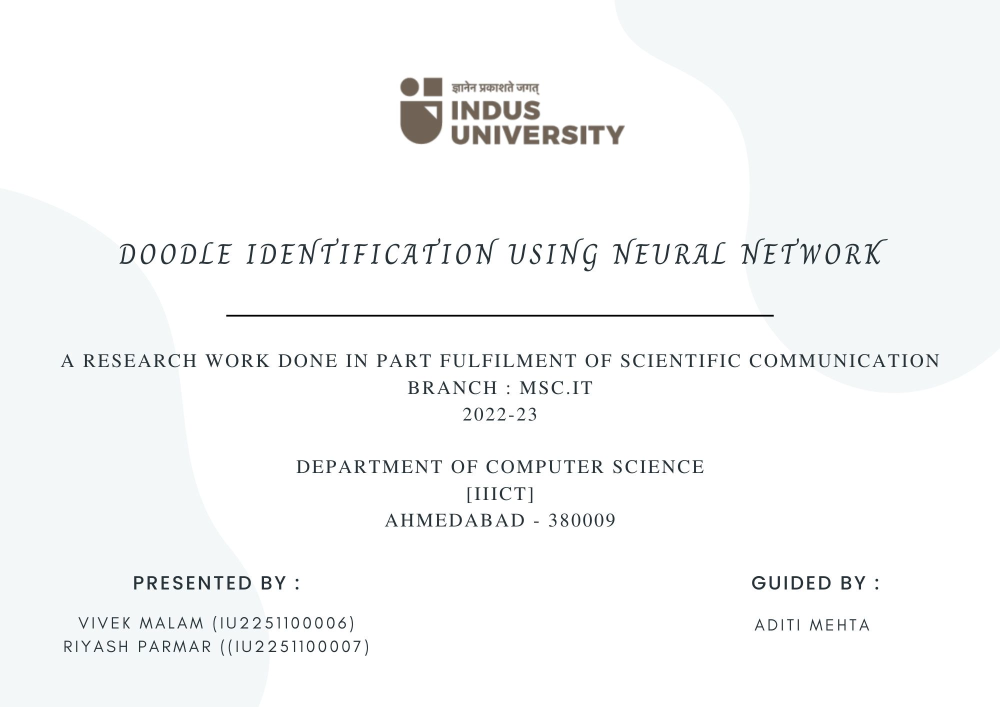 ज्ञानेन प्रकाशते जगत्
INDUS
UNIVERSITY
DOODLE IDENTIFICATION USING NEURAL NETWORK
A RESEARCH WORK DONE IN PART FULFILMENT OF SCIENTIFIC COMMUNICATION
BRANCH : MSC.IT
2022-23
DEPARTMENT OF COMPUTER SCIENCE
[IIICT]
AHMEDABAD - 380009
PRESENTED BY :
VIVEK MALAM (IU2251100006)
RIYASH PARMAR ((IU2251100007)
GUIDED BY :
ADITI MEHTA